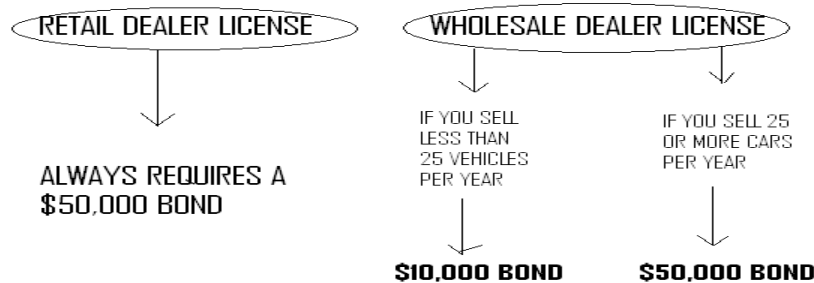 RETAIL DEALER LICENSE
ALWAYS REQUIRES A
$50,000 BOND
WHOLESALE DEALER LICENSE
IF YOU SELL
LESS THAN
25 VEHICLES
PER YEAR
$10,000 BOND
IF YOU SELL 25
OR MORE CARS
PER YEAR
$50,000 BOND